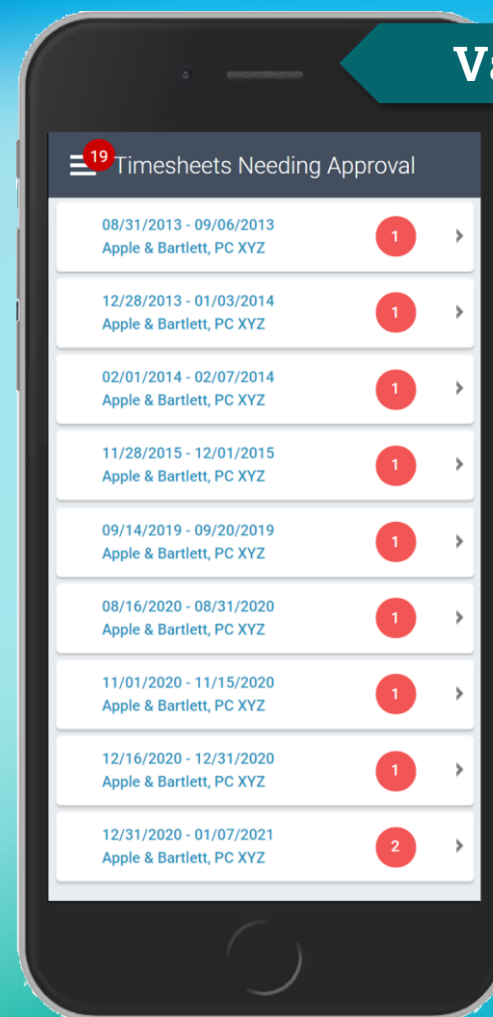 Va
19
Timesheets Needing Approval
08/31/2013 - 09/06/2013
Apple & Bartlett, PC XYZ
1
12/28/2013 - 01/03/2014
Apple & Bartlett, PC XYZ
1
02/01/2014 - 02/07/2014
Apple & Bartlett, PC XYZ
1
11/28/2015 - 12/01/2015
Apple & Bartlett, PC XYZ
1
09/14/2019 - 09/20/2019
Apple & Bartlett, PC XYZ
1
08/16/2020 - 08/31/2020
Apple & Bartlett, PC XYZ
1
11/01/2020 - 11/15/2020
Apple & Bartlett, PC XYZ
1
12/16/2020 - 12/31/2020
Apple & Bartlett, PC XYZ
1
12/31/2020 - 01/07/2021
Apple & Bartlett, PC XYZ
2